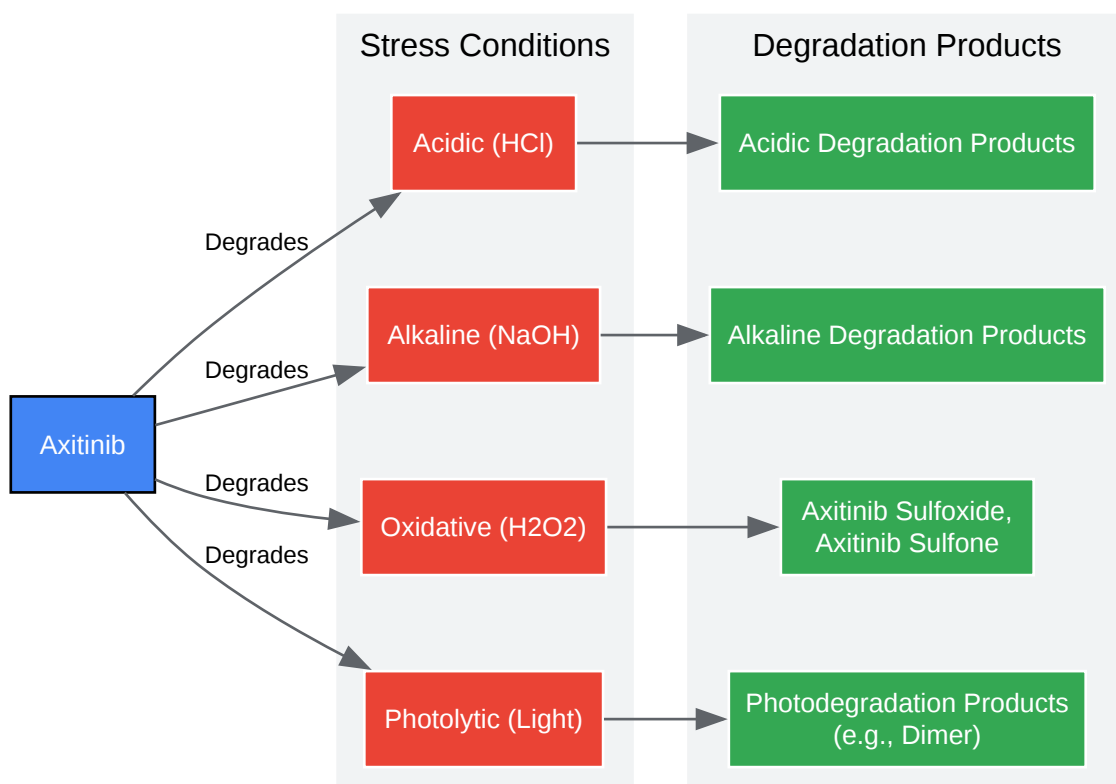 Stress Conditions
Degradation Products
Acidic (HCl)
Acidic Degradation Products
Degrades
Alkaline (NaOH)
Alkaline Degradation Products
Degrades
Axitinib
Degrades
Oxidative (H2O2)
Axitinib Sulfoxide,
Axitinib Sulfone
Degrades
Photolytic (Light)
Photodegradation Products
(e.g., Dimer)